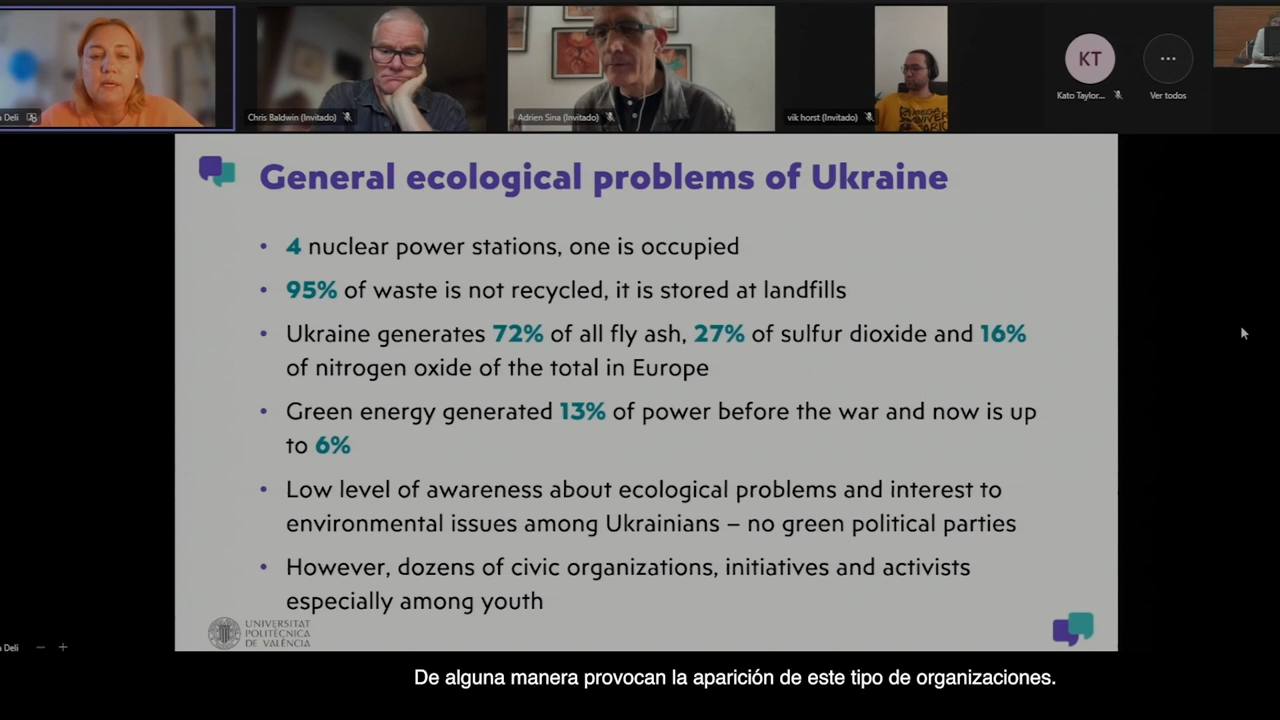 a Deli
Chris Baldwin (Invitado)
Adrien Sina (Invitado)
vik horst (Invitado)
KT
Kato Taylor...
Ver todos
General ecological problems of Ukraine
• 4 nuclear power stations, one is occupied
• 95% of waste is not recycled, it is stored at landfills
• Ukraine generates 72% of all fly ash, 27% of sulfur dioxide and 16%
of nitrogen oxide of the total in Europe
• Green energy generated 13% of power before the war and now is up
to 6%
• Low level of awareness about ecological problems and interest to
environmental issues among Ukrainians – no green political parties
• However, dozens of civic organizations, initiatives and activists
especially among youth
UNIVERSITAT
POLITÈCNICA
DE VALÈNCIA
a Deli
De alguna manera provocan la aparición de este tipo de organizaciones.